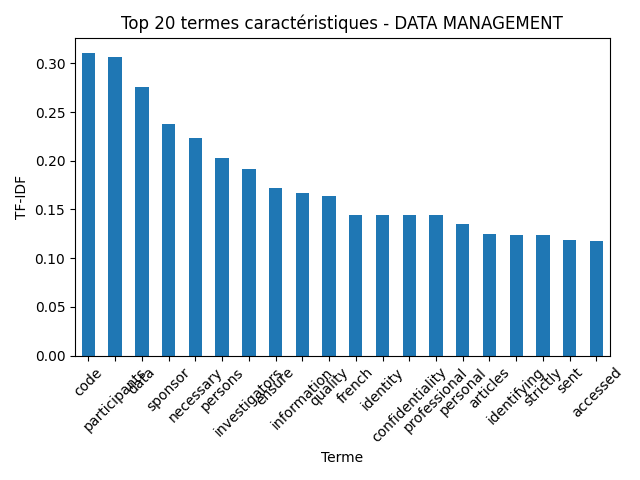 Top 20 termes caractéristiques - DATA MANAGEMENT
TF-IDF
0.30
0.25
0.20
0.15
0.10
0.05
0.00
code
participants
data
sponsor
necessary
persons
investigators
ensure
information
quality
french
identity
confidentiality
professional
personal
articles
identifying
strictly
sent
accessed
Terme